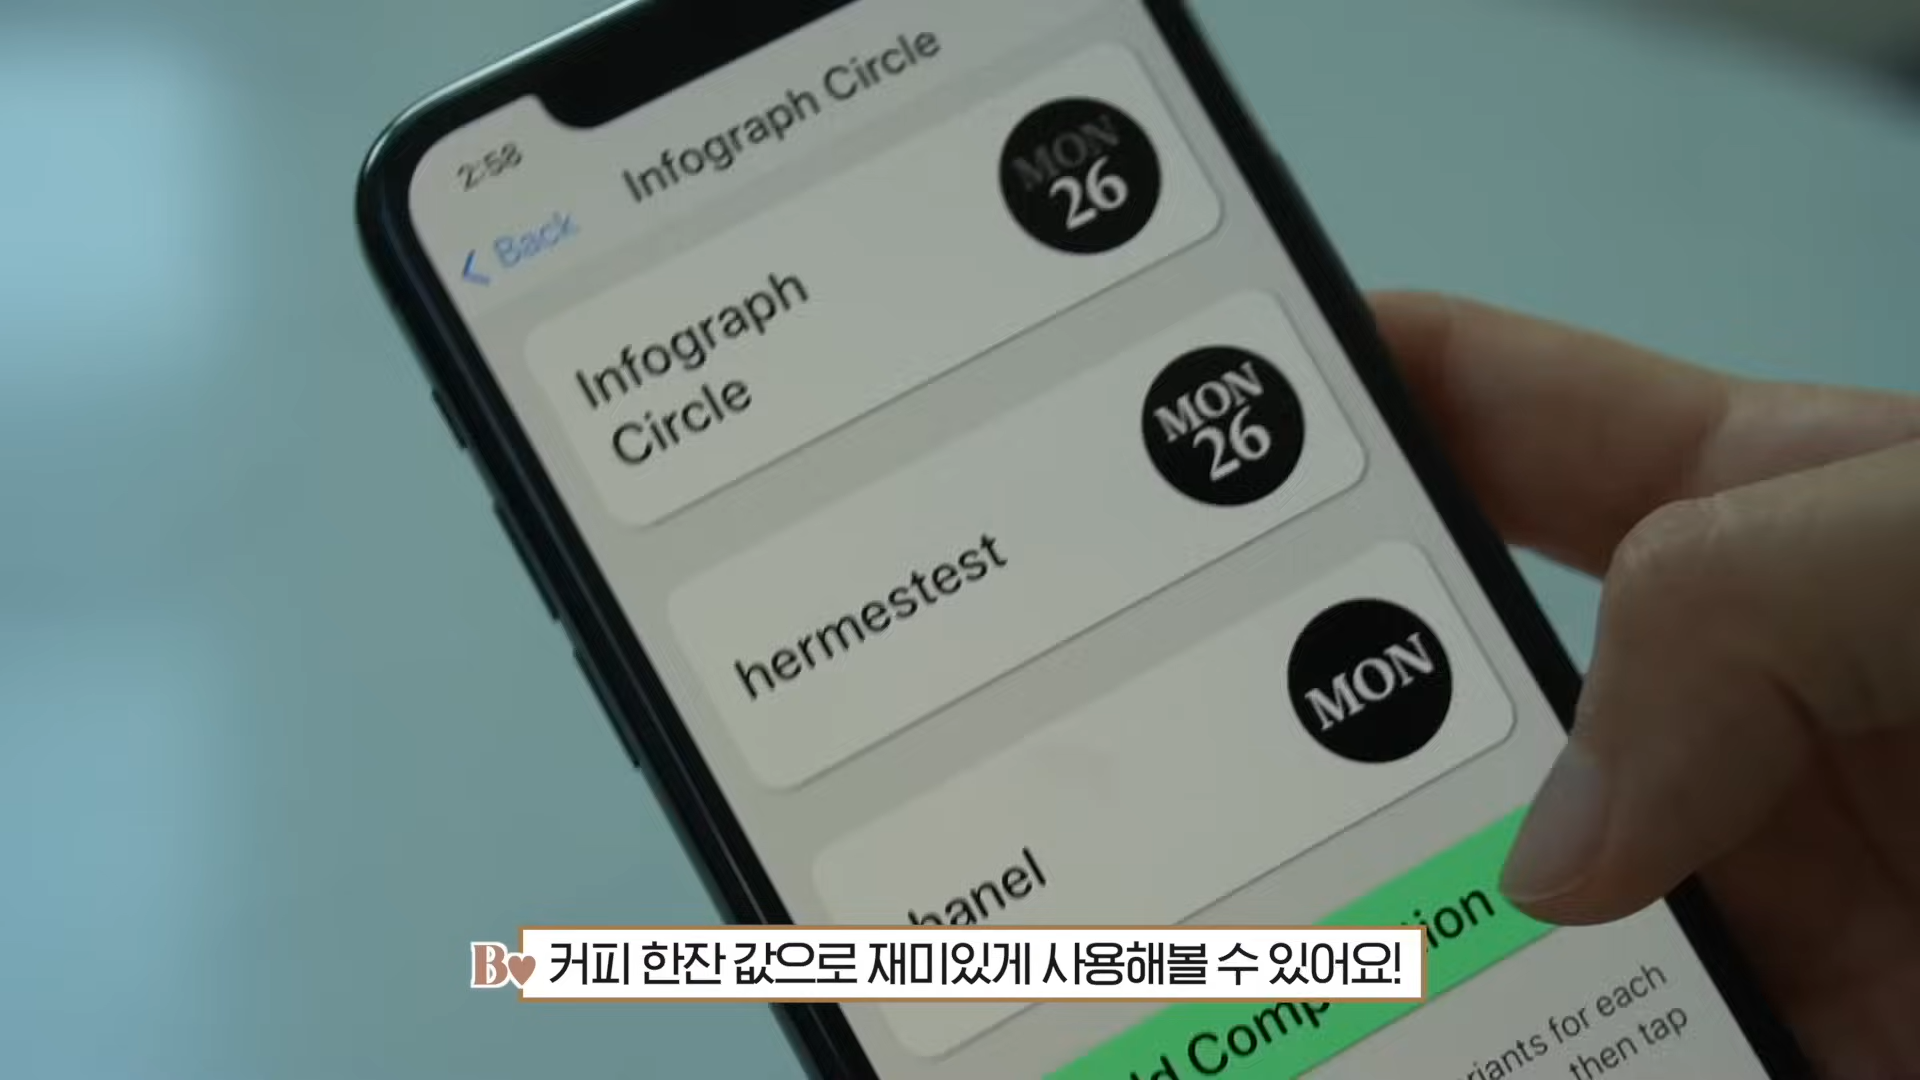 2:58
Infograph Circle
Back
MON
26
Infograph
Circle
MON
26
hermestest
MON
hanel
B 커피 한잔 값으로 재미있게 사용해볼 수 있어요!
ion
d Comp
riants for each
then tap